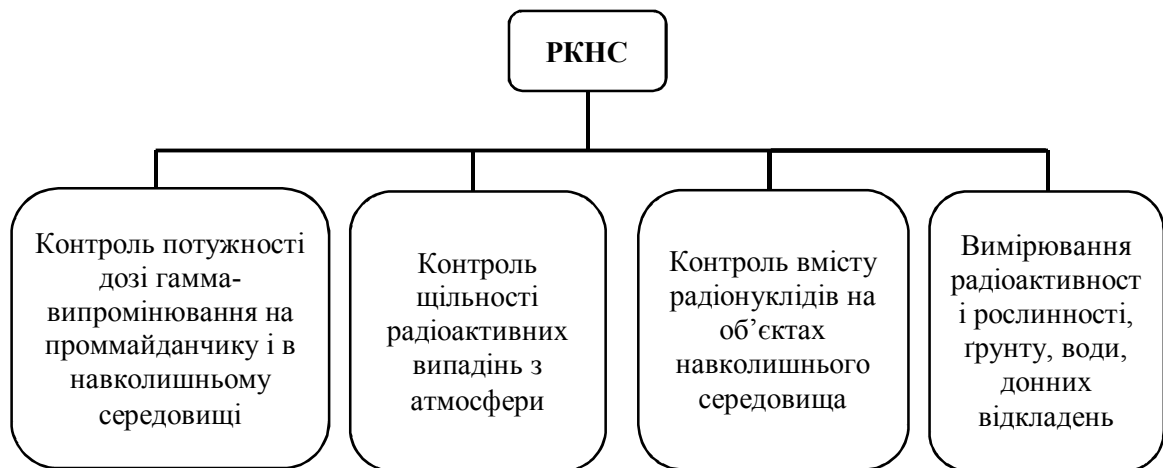 РКНС
Контроль потужності
дозі гамма-
випромінювання на
проммайданчику і в
навколишньому
середовищі
Контроль
щільності
радіоактивних
випадінь з
атмосфери
Контроль вмісту
радіонуклідів на
об’єктах
навколишнього
середовища
Вимірювання
радіоактивност
і рослинності,
ґрунту, води,
донних
відкладень